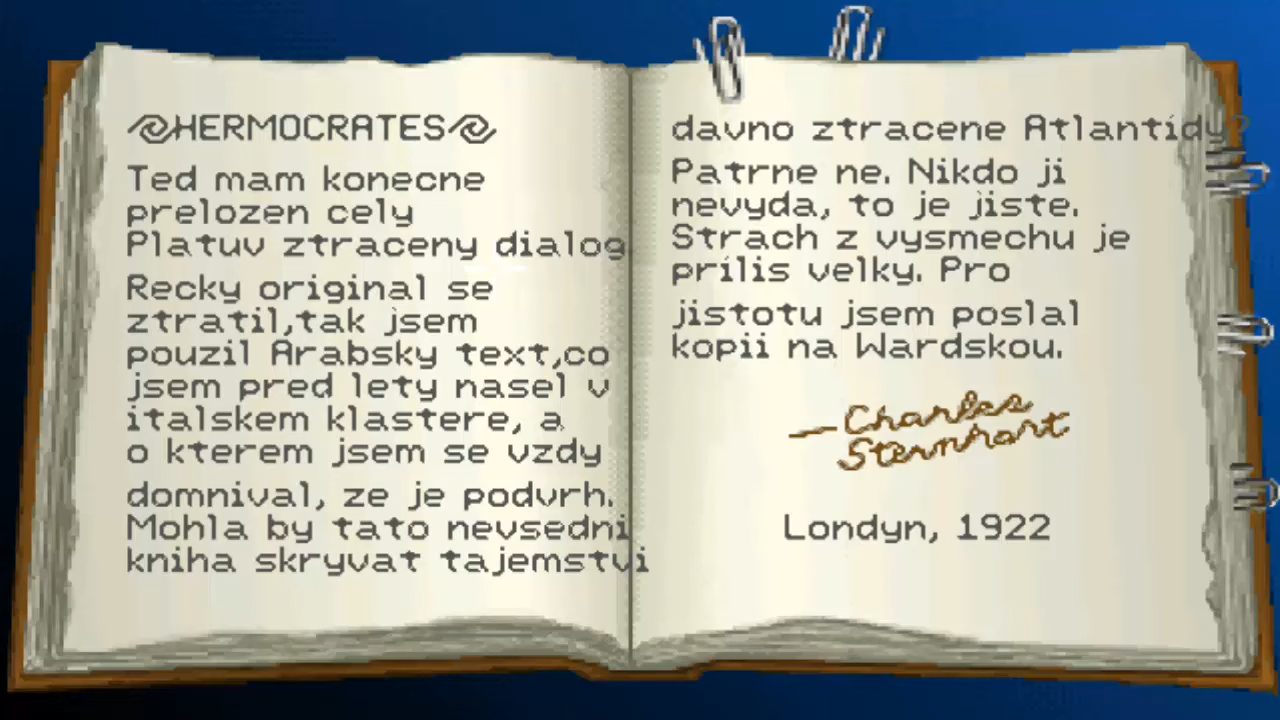 HERMOCRATES
Ted mam konecne
prelozen cely
Platuv ztraceny dialog.
Recky original se
ztratil,tak jsem
pouzil Arabsky text,co
jsem pred lety nasel v
italskem klastere, a
o kterem jsem se vzdy
domnival, ze je podvrh.
Mohla by tato nevsedni
kniha skryvat tajemstvi
davno ztracene Atlantídy?
Patrne ne. Nikdo ji
nevyda, to je jiste.
Strach z vysmechu je
prílis velky. Pro
jistotu jsem poslal
kopii na Wardskou.
—Charles
Sternhart
Londyn, 1922